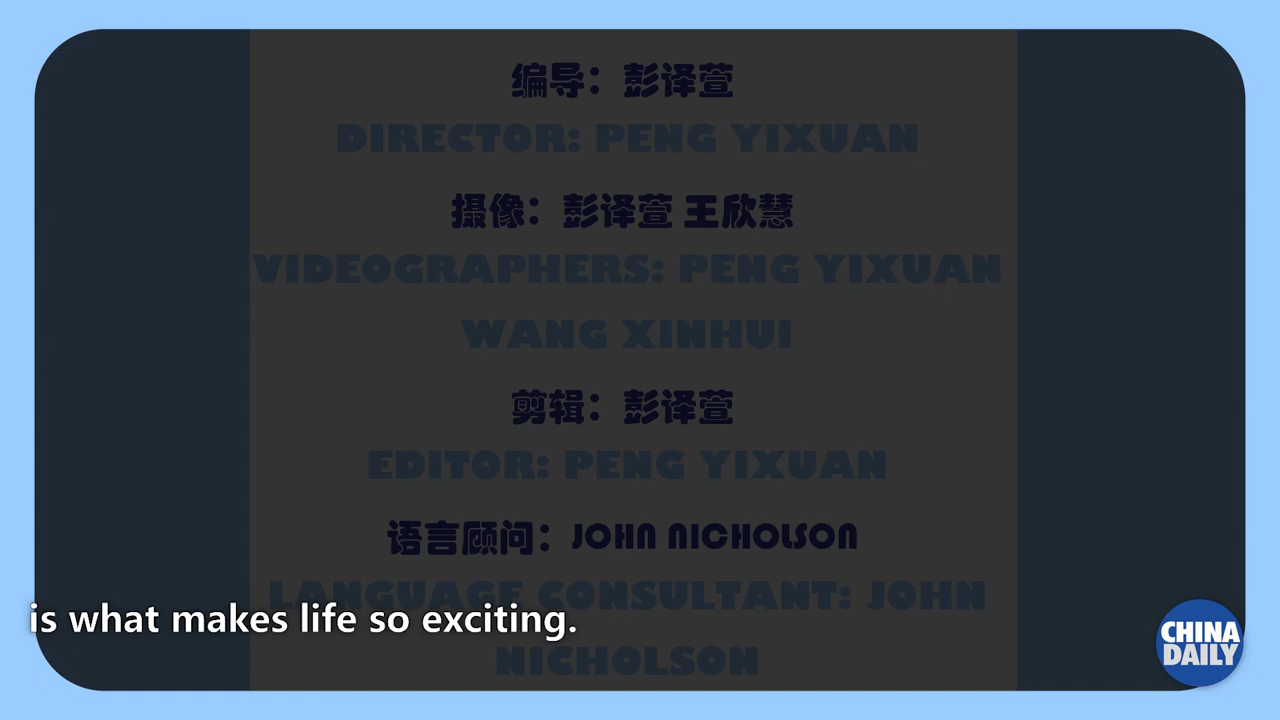 编导：彭译萱
DIRECTOR: PENG YIXUAN
摄像：彭译萱 王欣慧
VIDEOGRAPHERS: PENG YIXUAN
WANG XINHUI
剪辑：彭译萱
EDITOR: PENG YIXUAN
语言顾问：JOHN NICHOLSON
LANGUAGE CONSULTANT: JOHN
NICHOLSON
is what makes life so exciting.
CHINA
DAILY